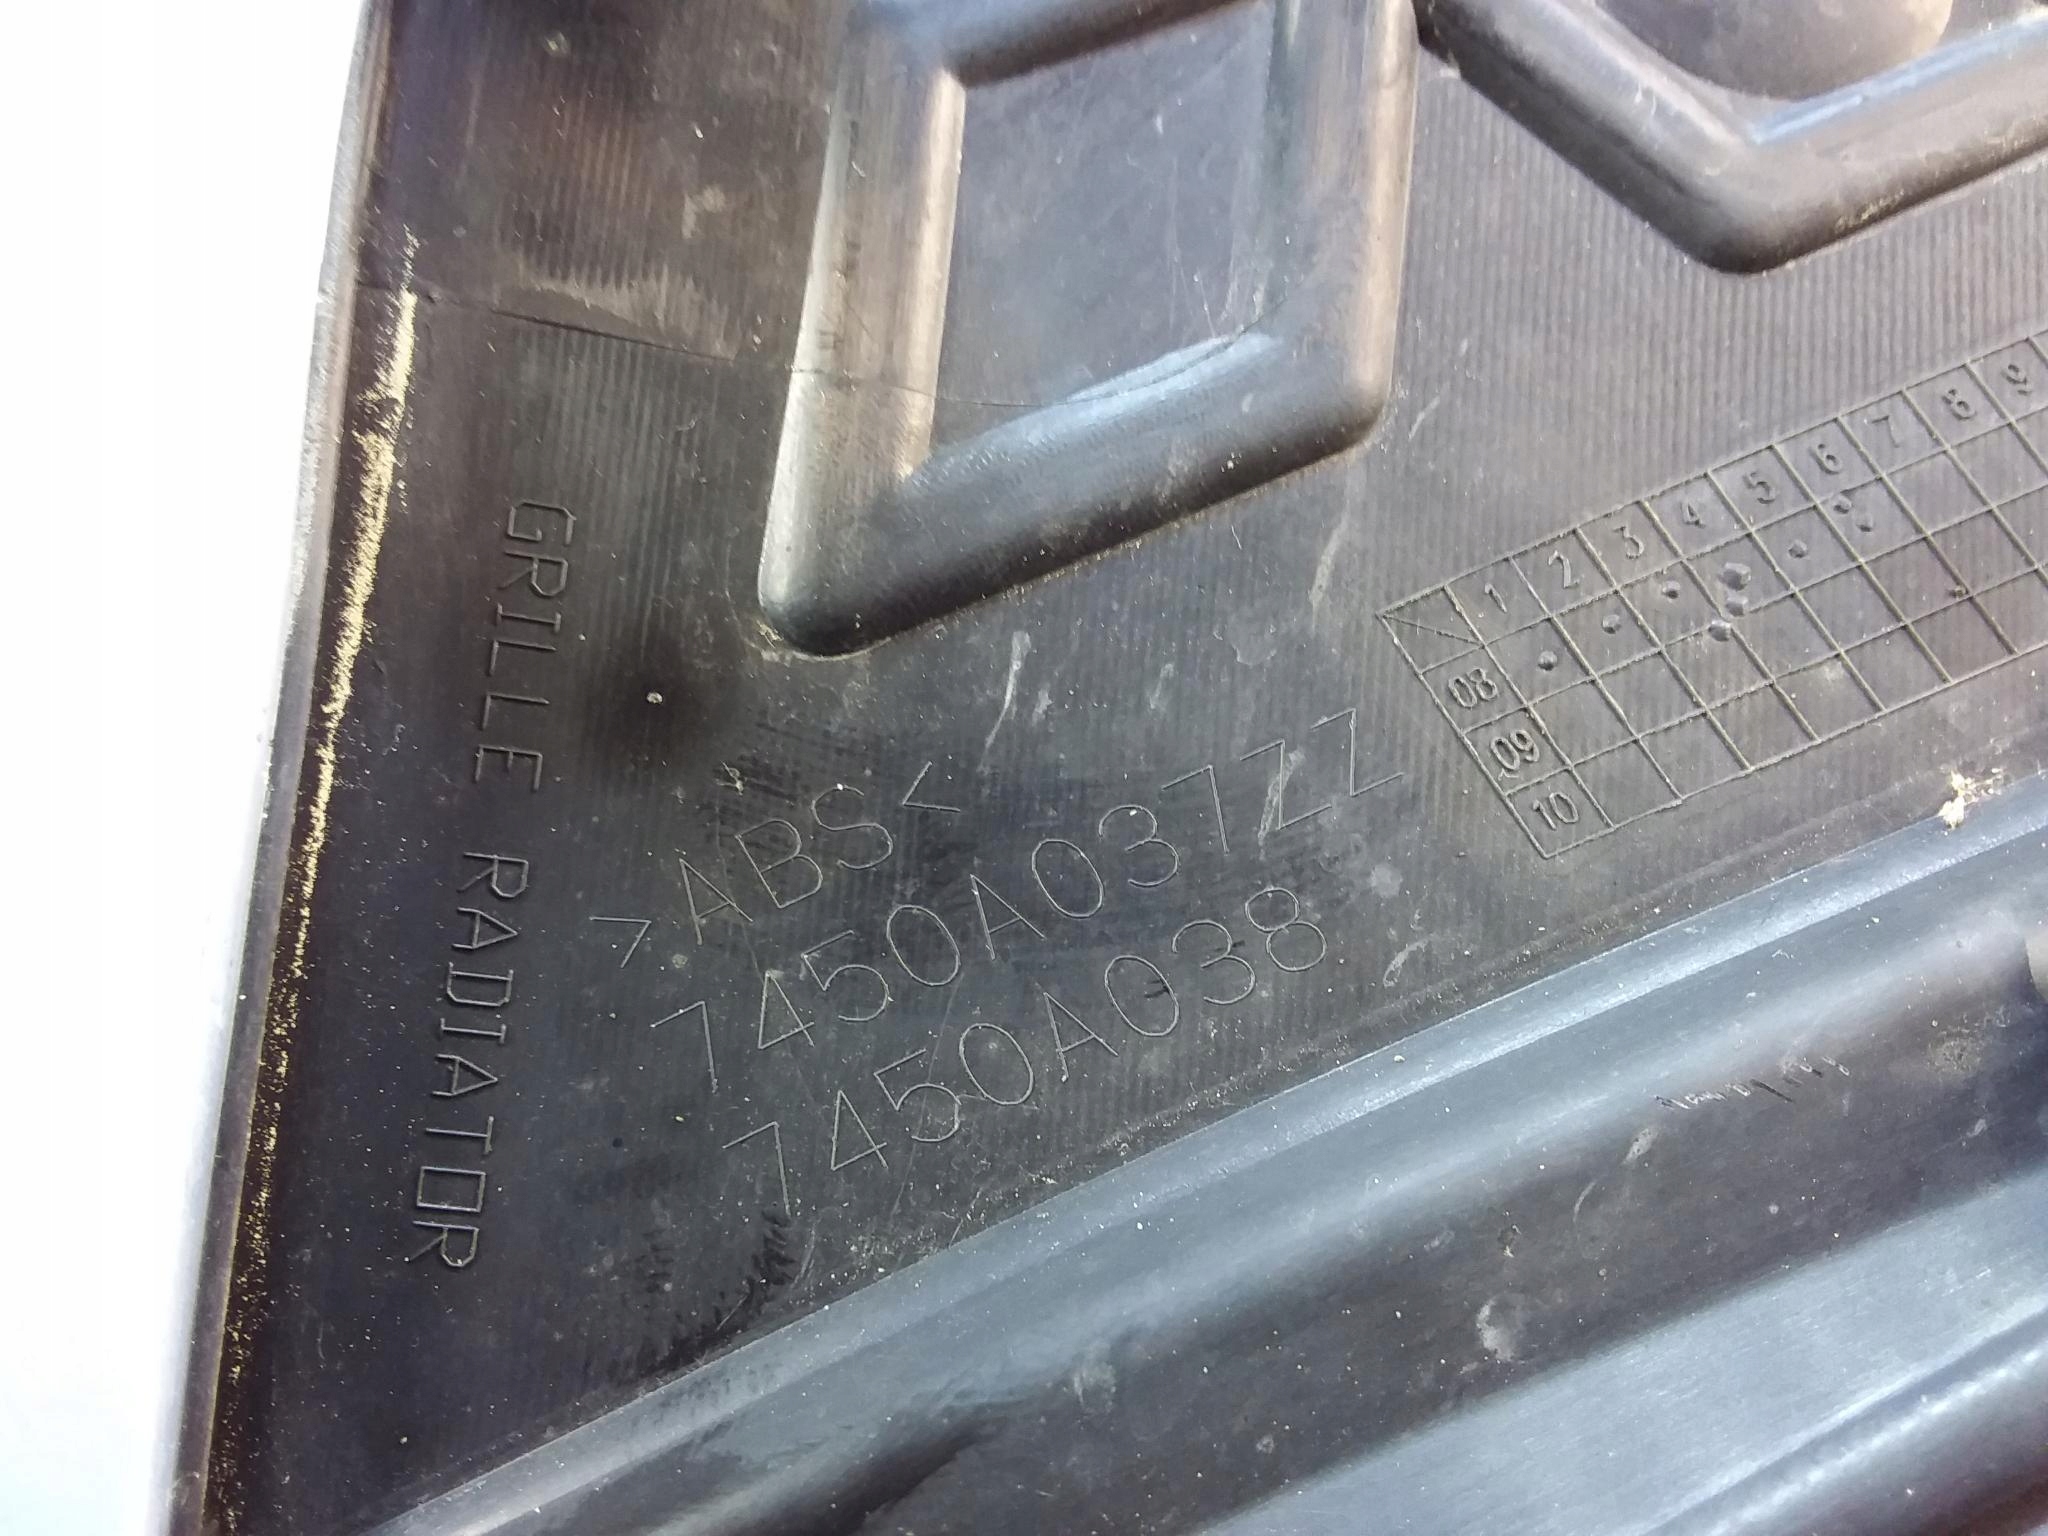 GRILLE RADIATOR
>ABS<
7450A037ZZ
7450A038
1 2 3 4 5 6 7 8 9
08
09
10